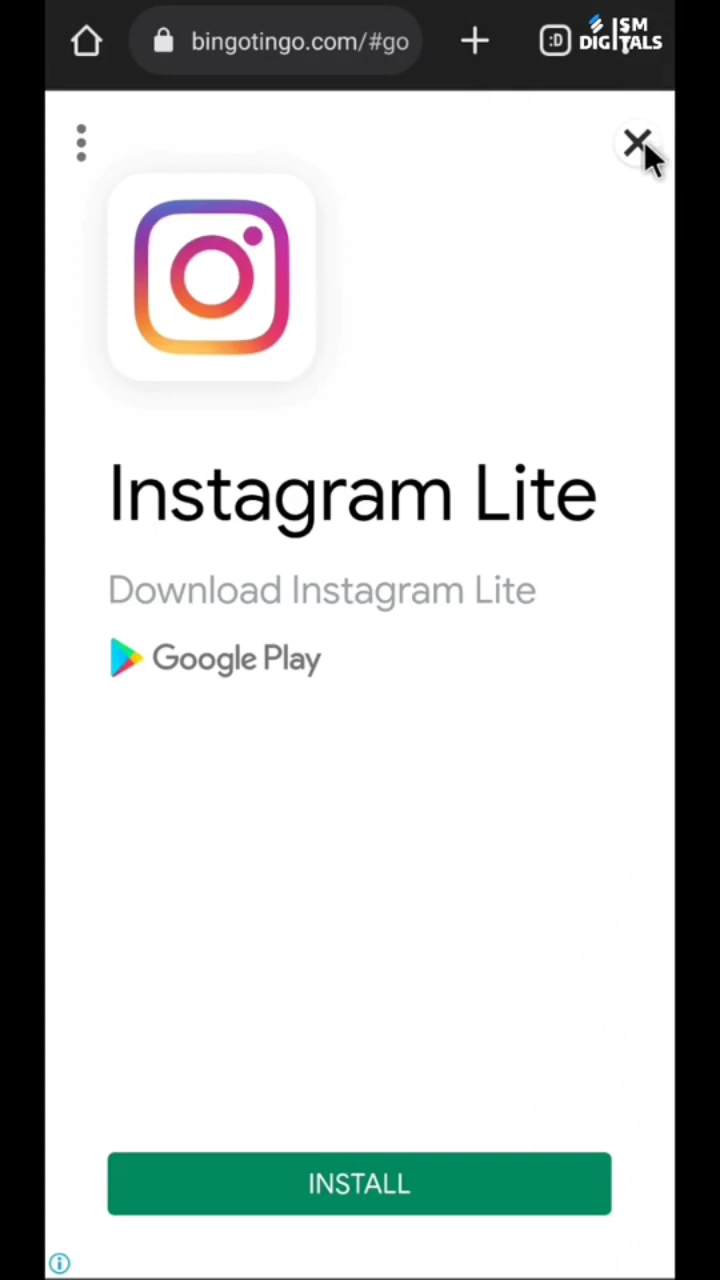 bingotingo.com/#go
:D
ISM
DIGITALS
Instagram Lite
Download Instagram Lite
Google Play
INSTALL